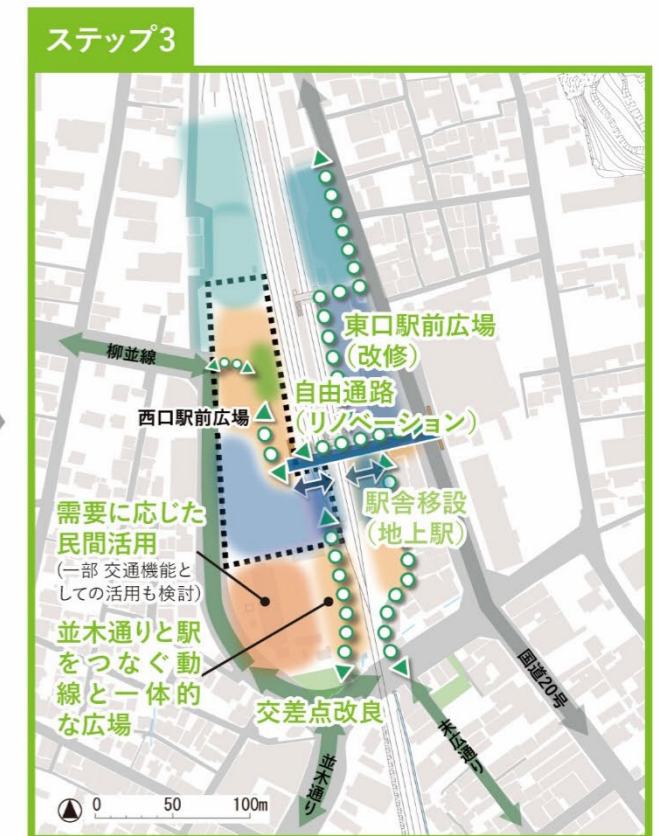 ステップ3
東口駅前広場
（改修）
柳並線
自由通路
（リノベーション）
西口駅前広場
駅舎移設
（地上駅）
需要に応じた
民間活用
（一部 交通機能と
しての活用も検討）
並木通りと駅
をつなぐ動
線と一体的
な広場
交差点改良
国道20号
末広通り
並木通り
0 50 100m